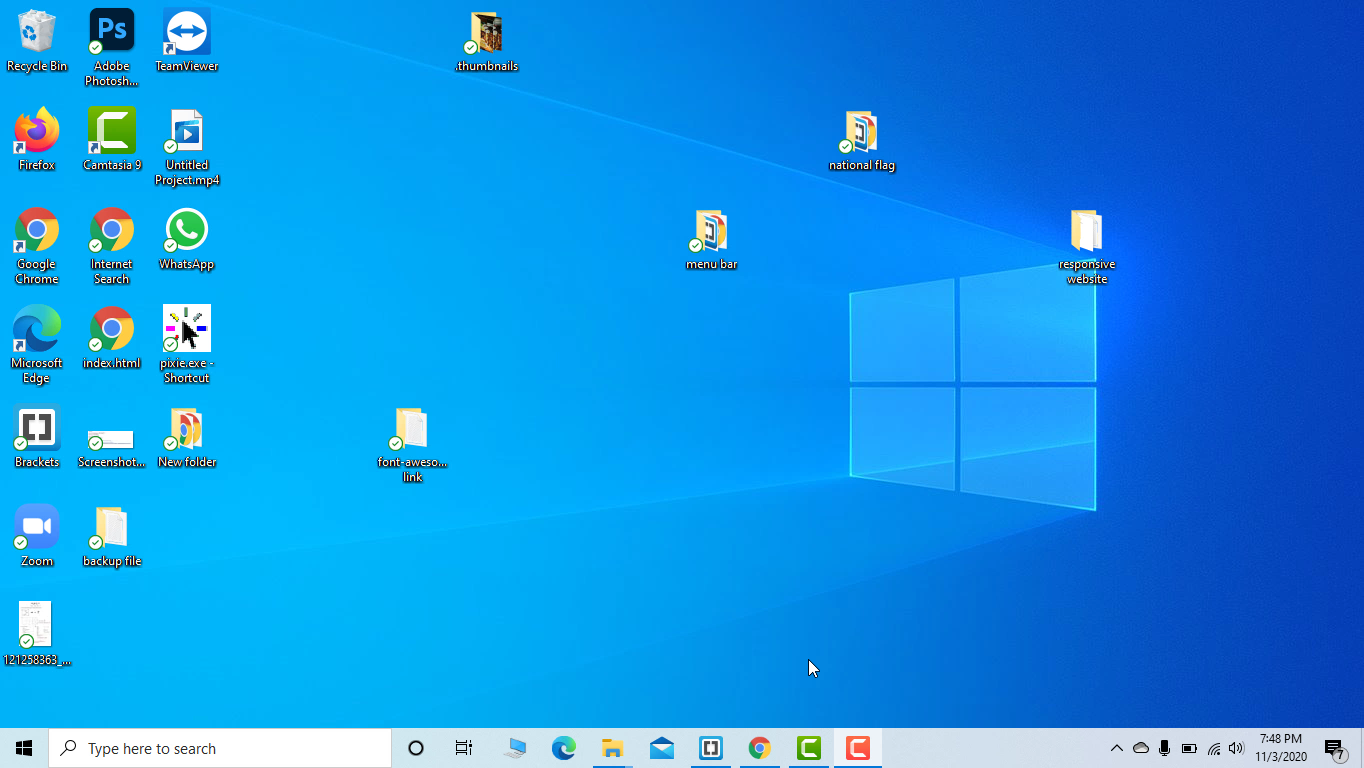 Recycle Bin
Adobe
Photosh...
TeamViewer
.thumbnails
Firefox
Camtasia 9
Untitled
Project.mp4
national flag
Google
Chrome
Internet
Search
WhatsApp
menu bar
responsive
website
Microsoft
Edge
index.html
pixie.exe -
Shortcut
Brackets
Screenshot...
New folder
font-aweso...
link
Zoom
backup file
121258363_...
Type here to search
7:48 PM
11/3/2020
7